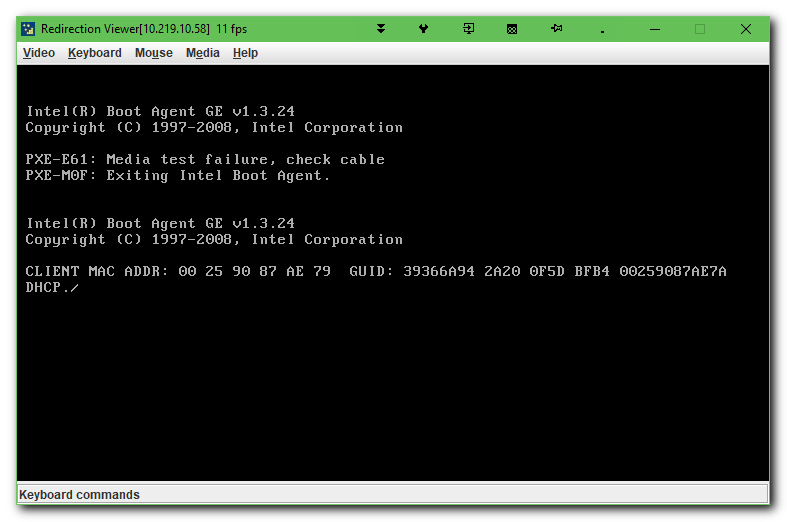 Redirection Viewer[10.219.10.58] 11 fps
Video Keyboard Mouse Media Help
Intel(R) Boot Agent GE v1.3.24
Copyright (C) 1997-2008, Intel Corporation
PXE-E61: Media test failure, check cable
PXE-M0F: Exiting Intel Boot Agent.
Intel(R) Boot Agent GE v1.3.24
Copyright (C) 1997-2008, Intel Corporation
CLIENT MAC ADDR: 00 25 90 87 AE 79 GUID: 39366A94 2A20 0F5D BFB4 00259087AE7A
DHCP./
Keyboard commands